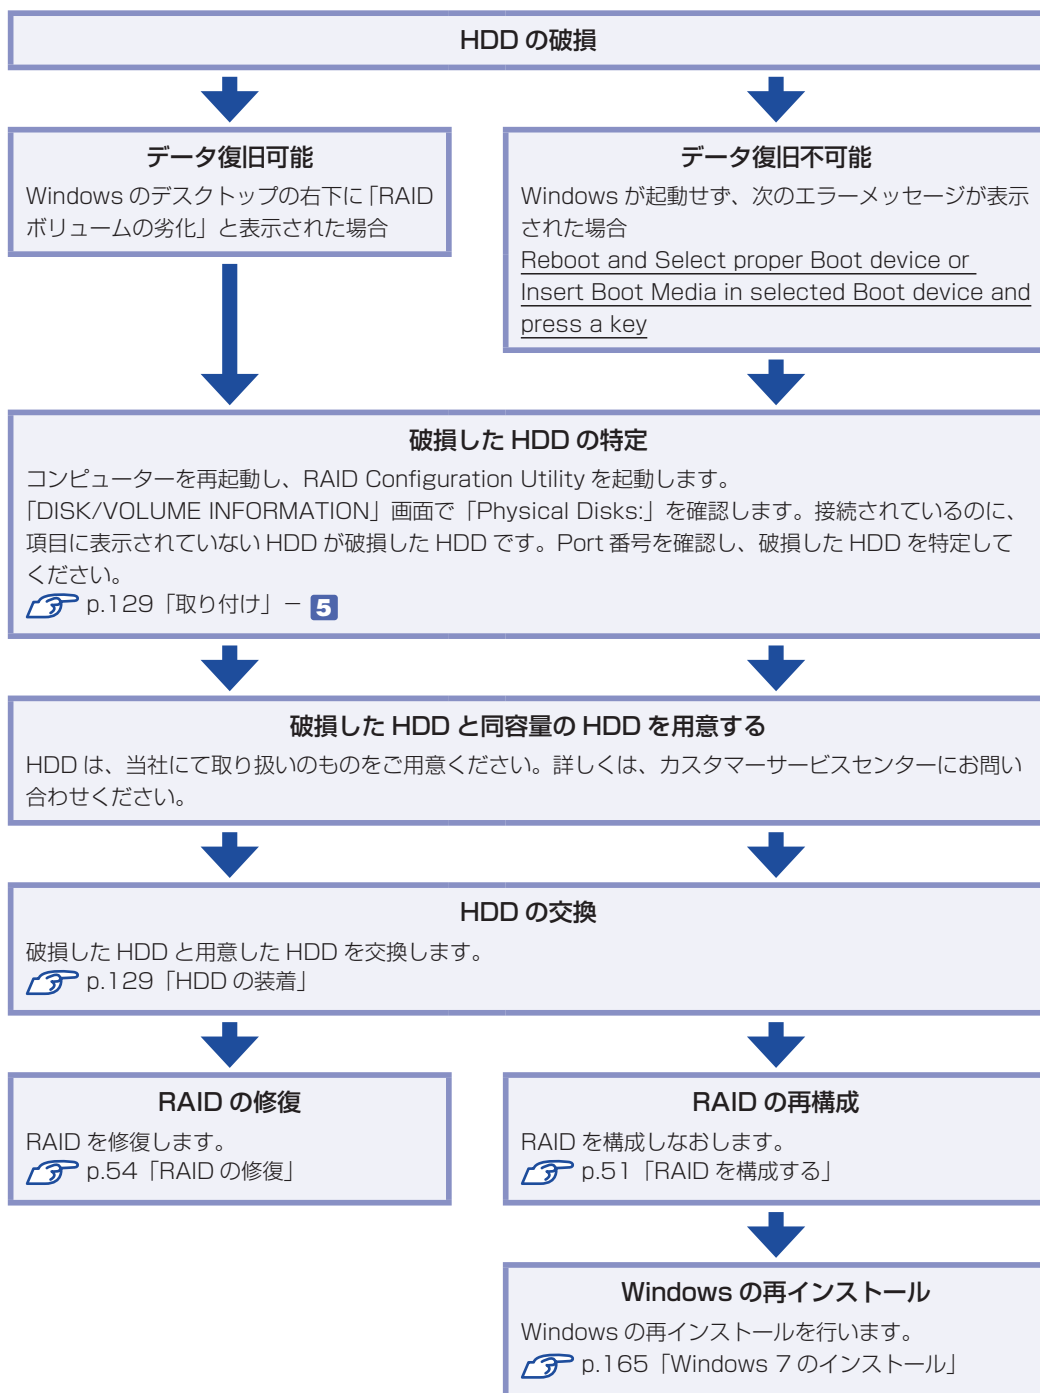 HDD の破損
データ復旧可能
Windows のデスクトップの右下に「RAID
ボリュームの劣化」と表示された場合
データ復旧不可能
Windows が起動せず、次のエラーメッセージが表示
された場合
Reboot and Select proper Boot device or
Insert Boot Media in selected Boot device and
press a key
破損した HDD の特定
コンピューターを再起動し、RAID Configuration Utility を起動します。
「DISK/VOLUME INFORMATION」画面で「Physical Disks:」を確認します。接続されているのに、
項目に表示されていない HDD が破損した HDD です。Port 番号を確認し、破損した HDD を特定して
ください。
p.129「取り付け」－ 5
破損した HDD と同容量の HDD を用意する
HDD は、当社にて取り扱いのものをご用意ください。詳しくは、カスタマーサービスセンターにお問い
合わせください。
HDD の交換
破損した HDD と用意した HDD を交換します。
p.129「HDD の装着」
RAID の修復
RAID を修復します。
p.54「RAID の修復」
RAID の再構成
RAID を構成しなおします。
p.51「RAID を構成する」
Windows の再インストール
Windows の再インストールを行います。
p.165「Windows 7 のインストール」